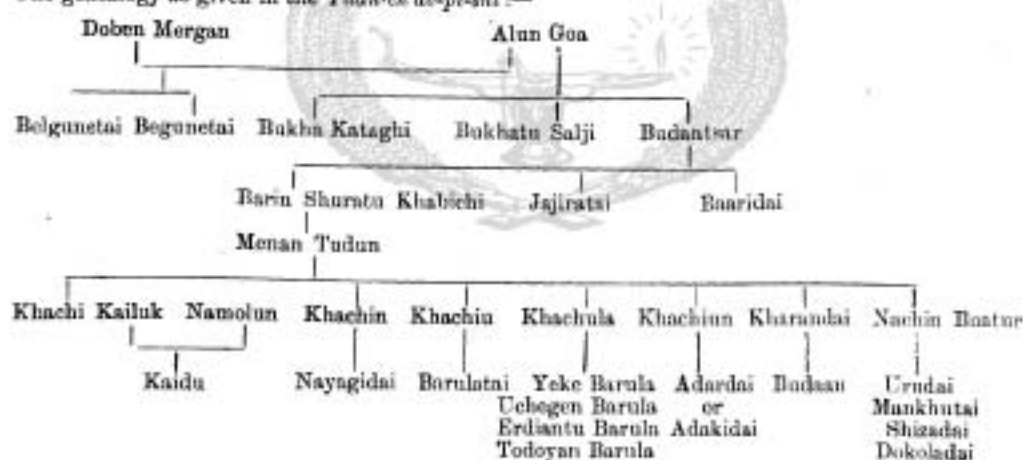 The genealogy as given in the Yuan-ch'ao-pi-shi :—
Doben Mergan Alun Goa
Belgunetai Begunetai Bukha Kataghi Bukhatu Salji Budantsar
Barin Shuratu Khabichi Jajiratai Baaridai
Menan Tudun
Khachi Kailuk Namolun Khachin Khachiu Khachula Khachiun Kharandai Nachin Baatur
Kaidu Nayagidai Barulatai Yeke Barula Adardai Budaan Urudai
Uchegen Barula or Mankhutai
Erdiantu Barula Adakidai Shizadai
Todoyan Barula Dokoladai